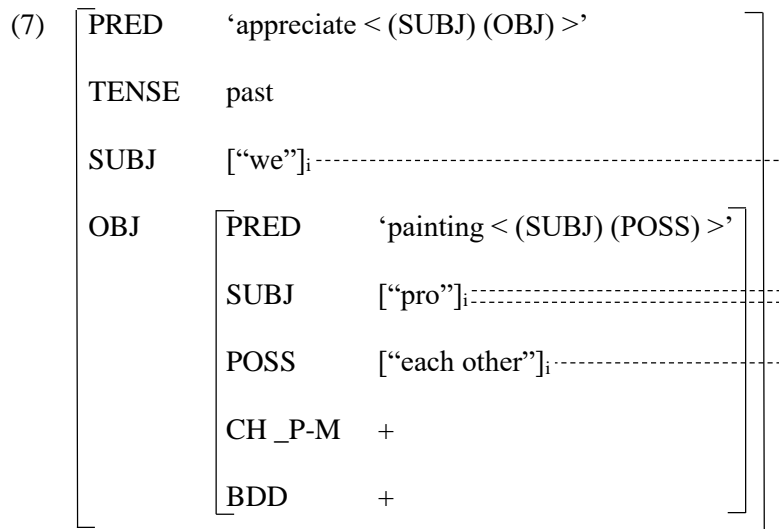 (7) PRED ‘appreciate < (SUBJ) (OBJ) >’
TENSE past
SUBJ [“we”]i
OBJ PRED ‘painting < (SUBJ) (POSS) >’
SUBJ [“pro”]i
POSS [“each other”]i
CH _P-M +
BDD +